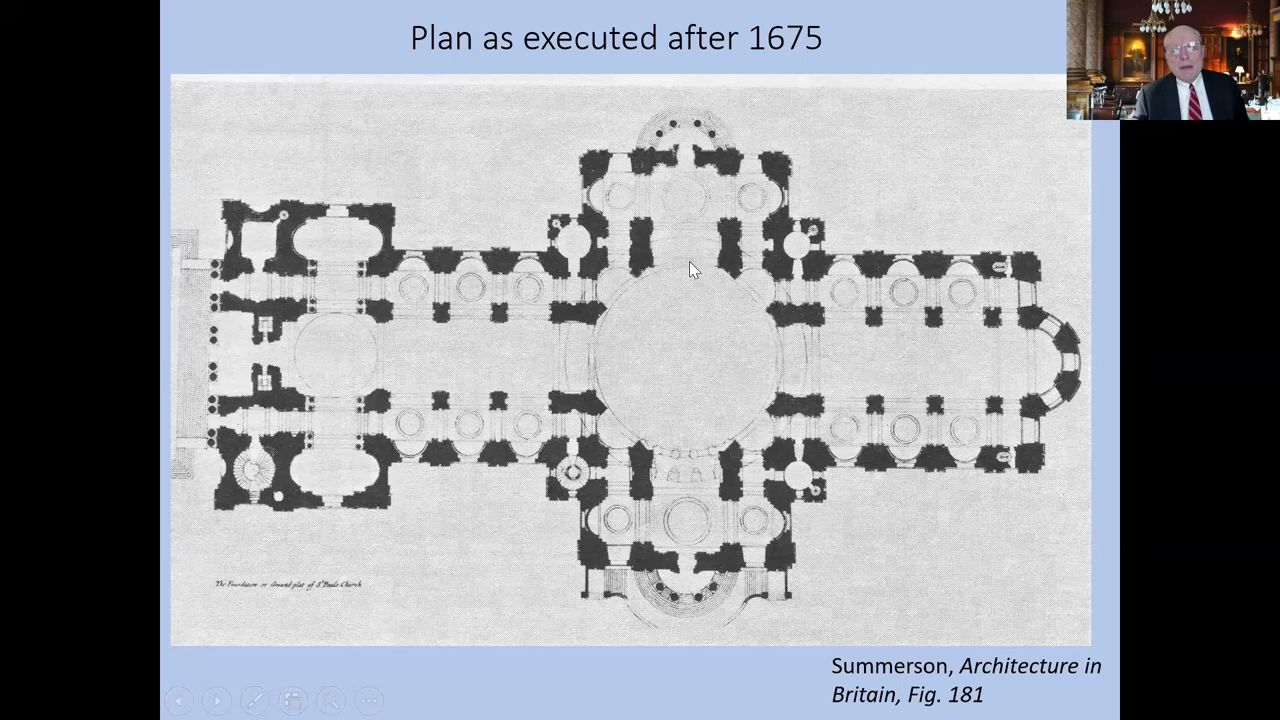 Plan as executed after 1675
The Foundation or Ground plat of St Pauls Church
Summerson, Architecture in
Britain, Fig. 181